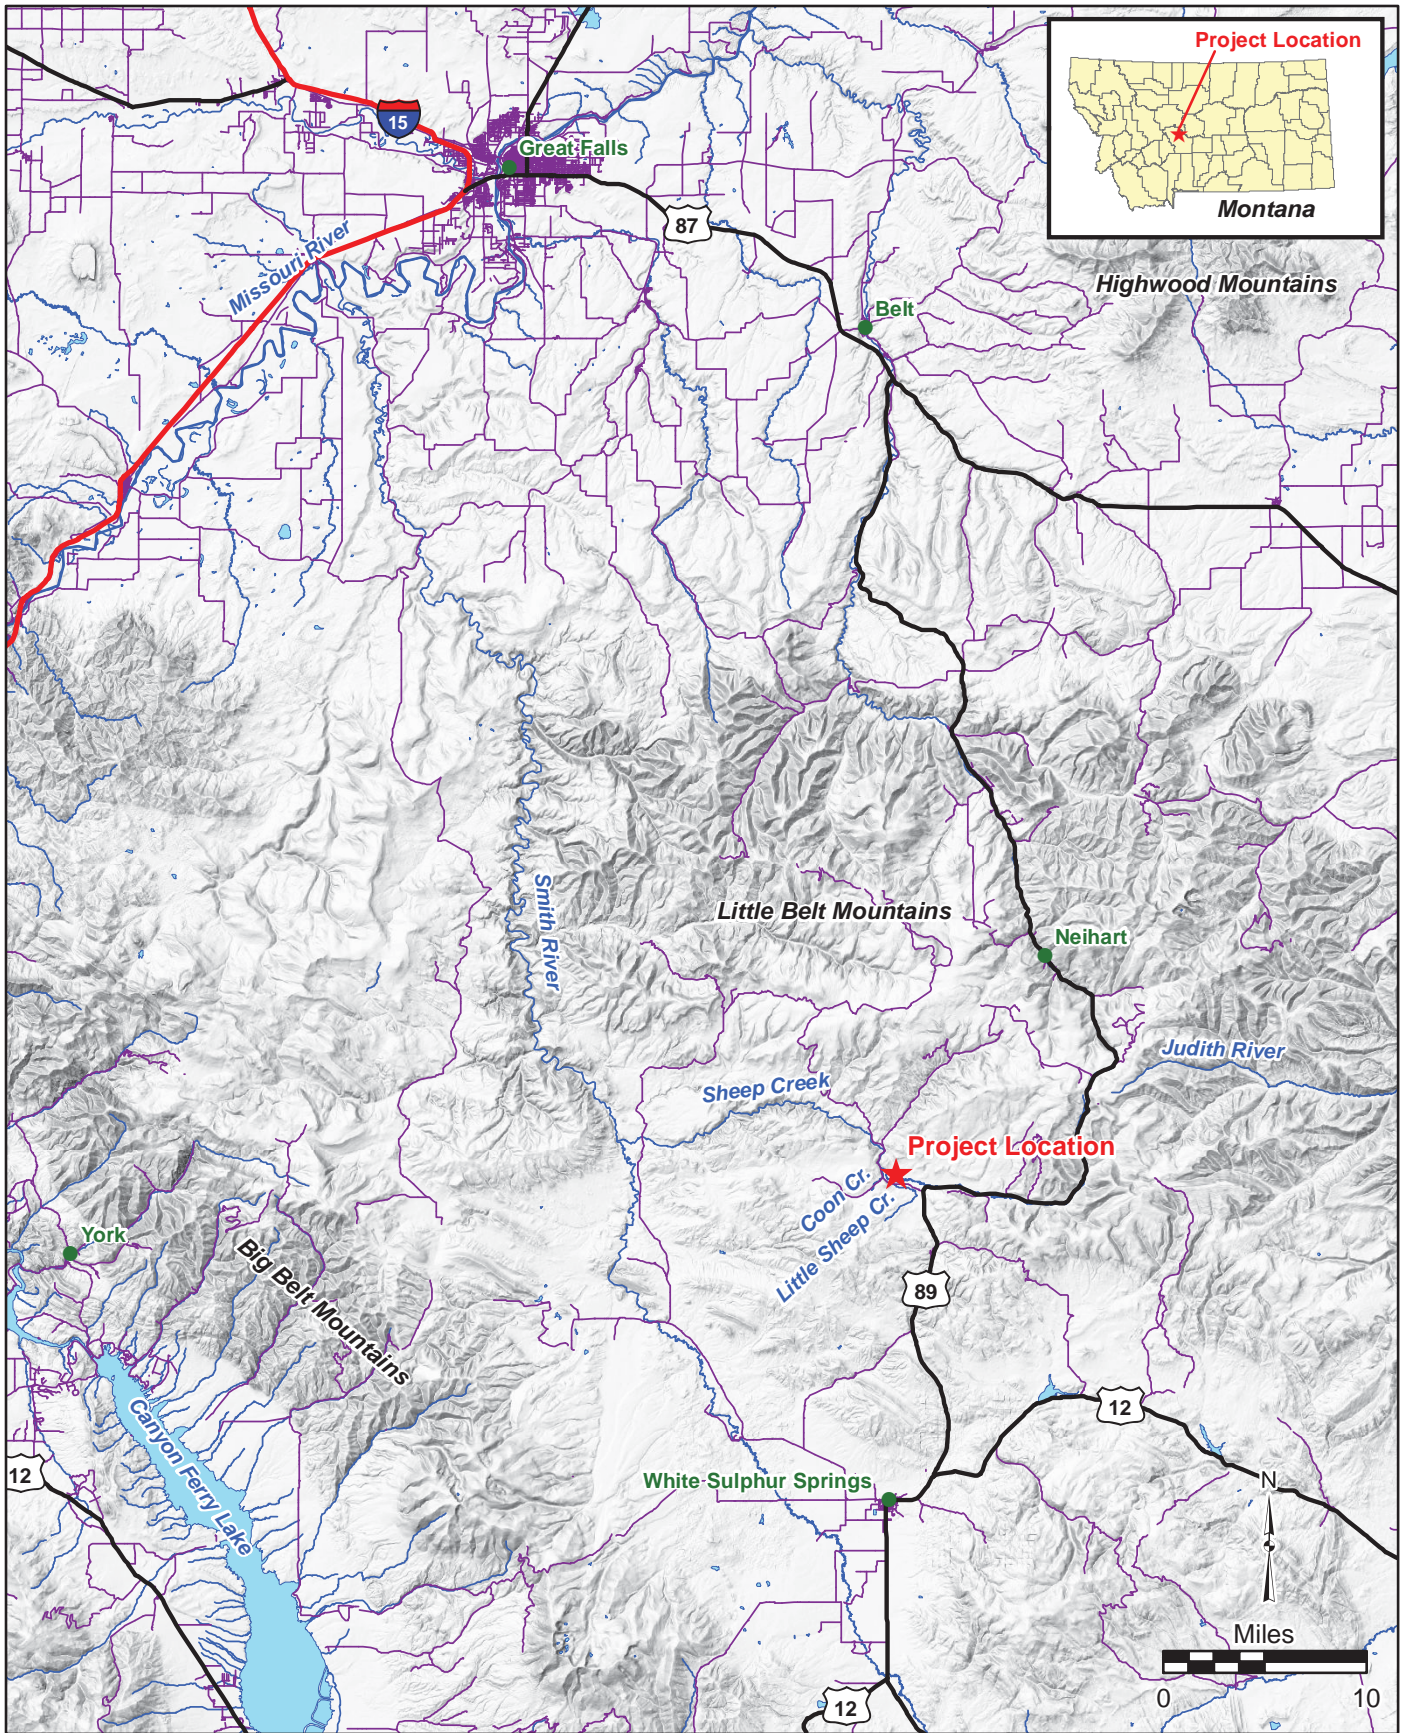 Project Location
Montana
15
Great Falls
87
Missouri River
Highwood Mountains
Belt
Smith River
Little Belt Mountains
Neihart
Judith River
Sheep Creek
Project Location
Coon Cr.
Little Sheep Cr.
York
Big Belt Mountains
89
Canyon Ferry Lake
12
12
White Sulphur Springs
N
Miles
0 10
12